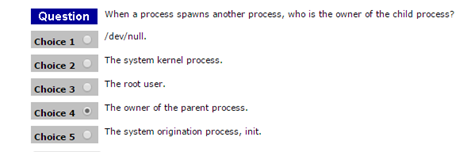 Question When a process spawns another process, who is the owner of the child process?
Choice 1 /dev/null.
Choice 2 The system kernel process.
Choice 3 The root user.
Choice 4 The owner of the parent process.
Choice 5 The system origination process, init.